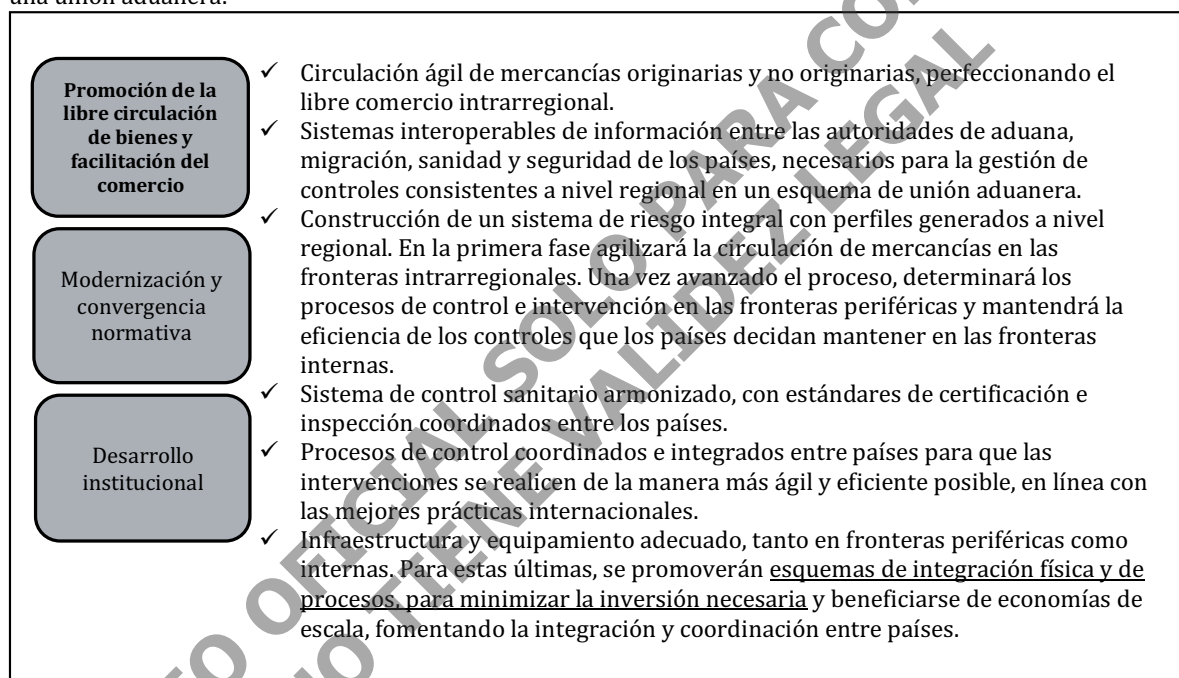 una unión aduanera.
Promoción de la
libre circulación
de bienes y
facilitación del
comercio
Modernización y
convergencia
normativa
Desarrollo
institucional
✓ Circulación ágil de mercancías originarias y no originarias, perfeccionando el
libre comercio intrarregional.
✓ Sistemas interoperables de información entre las autoridades de aduana,
migración, sanidad y seguridad de los países, necesarios para la gestión de
controles consistentes a nivel regional en un esquema de unión aduanera.
✓ Construcción de un sistema de riesgo integral con perfiles generados a nivel
regional. En la primera fase agilizará la circulación de mercancías en las
fronteras intrarregionales. Una vez avanzado el proceso, determinará los
procesos de control e intervención en las fronteras periféricas y mantendrá la
eficiencia de los controles que los países decidan mantener en las fronteras
internas.
✓ Sistema de control sanitario armonizado, con estándares de certificación e
inspección coordinados entre los países.
✓ Procesos de control coordinados e integrados entre países para que las
intervenciones se realicen de la manera más ágil y eficiente posible, en línea con
las mejores prácticas internacionales.
✓ Infraestructura y equipamiento adecuado, tanto en fronteras periféricas como
internas. Para estas últimas, se promoverán esquemas de integración física y de
procesos, para minimizar la inversión necesaria y beneficiarse de economías de
escala, fomentando la integración y coordinación entre países.
OFICIAL SOLO PARA
NO TIENE VALIDEZ LEGAL